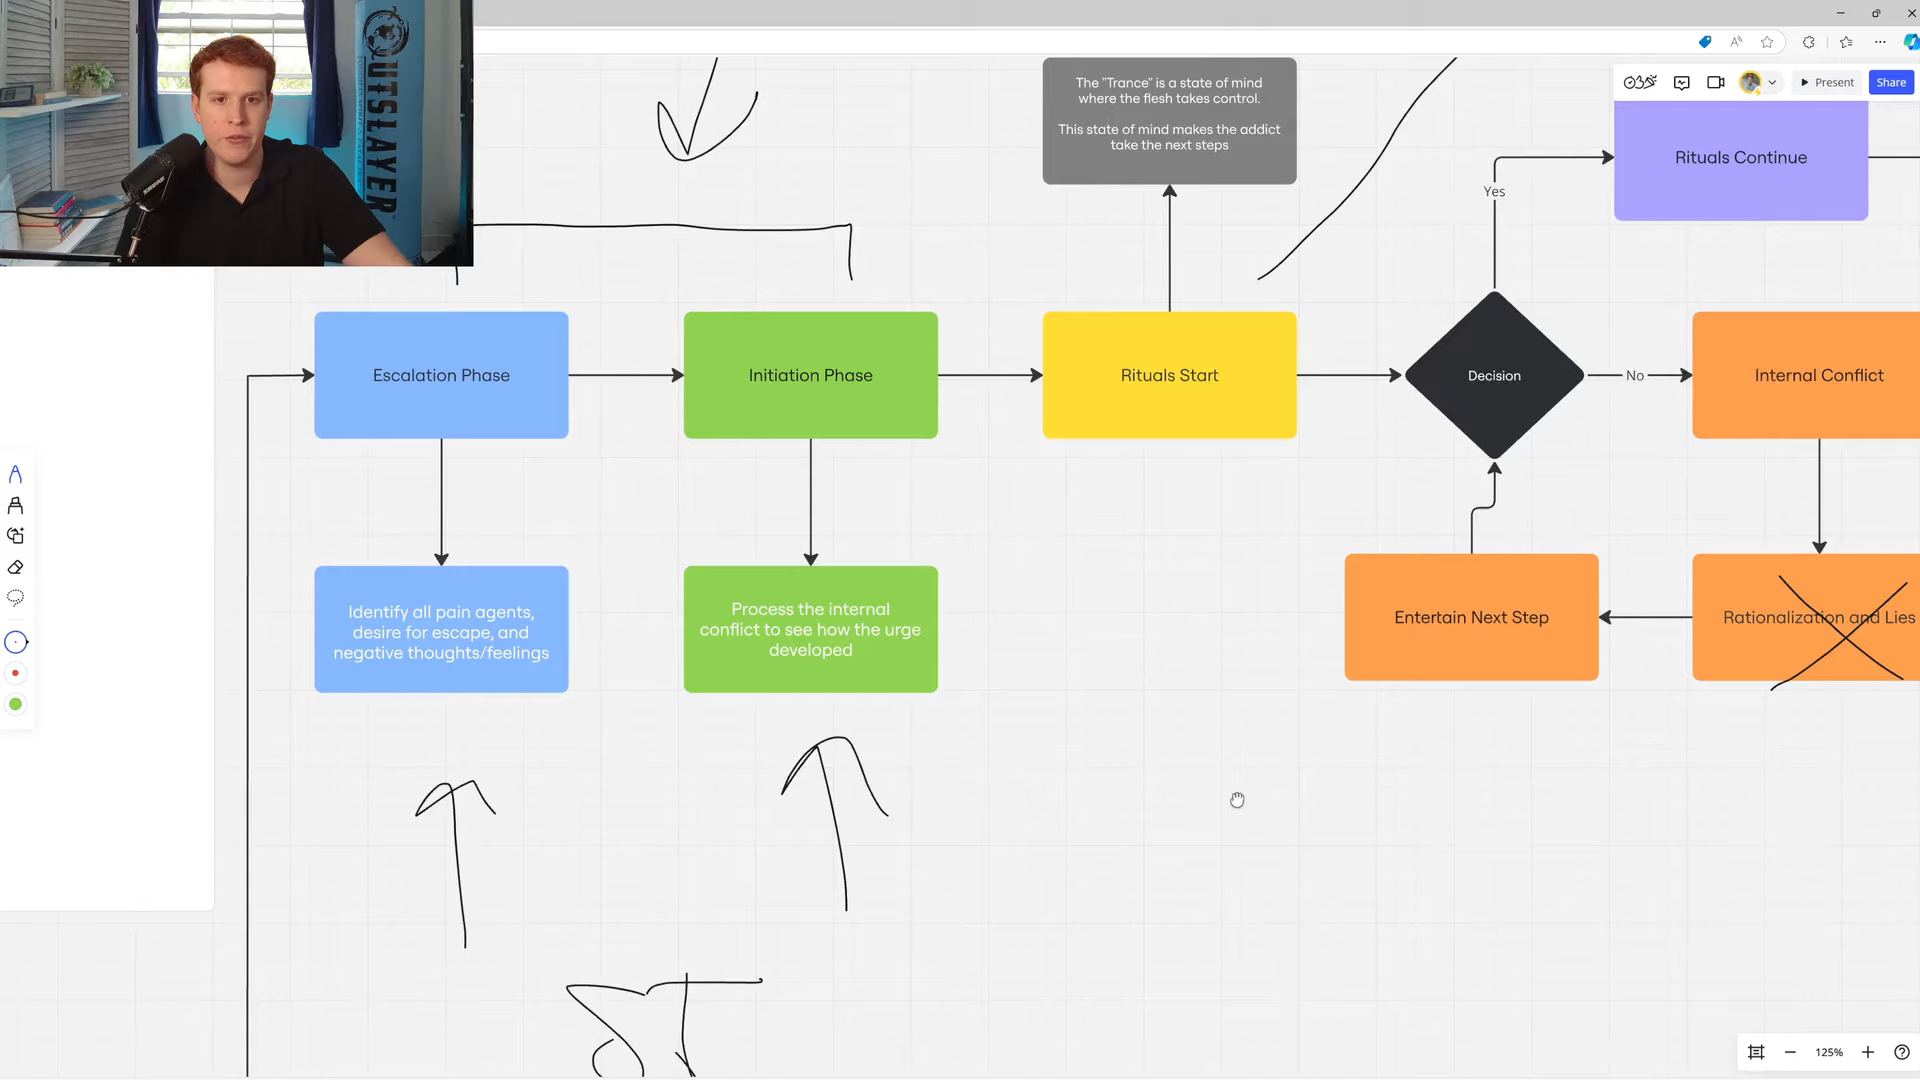 OUTSLAYER
SHURE
The "Trance" is a state of mind
where the flesh takes control.
This state of mind makes the addict
take the next steps
Present
Share
Rituals Continue
Yes
Escalation Phase
Initiation Phase
Rituals Start
Decision
No
Internal Conflict
Identify all pain agents,
desire for escape, and
negative thoughts/feelings
Process the internal
conflict to see how the urge
developed
Entertain Next Step
Rationalization and Lies
125%